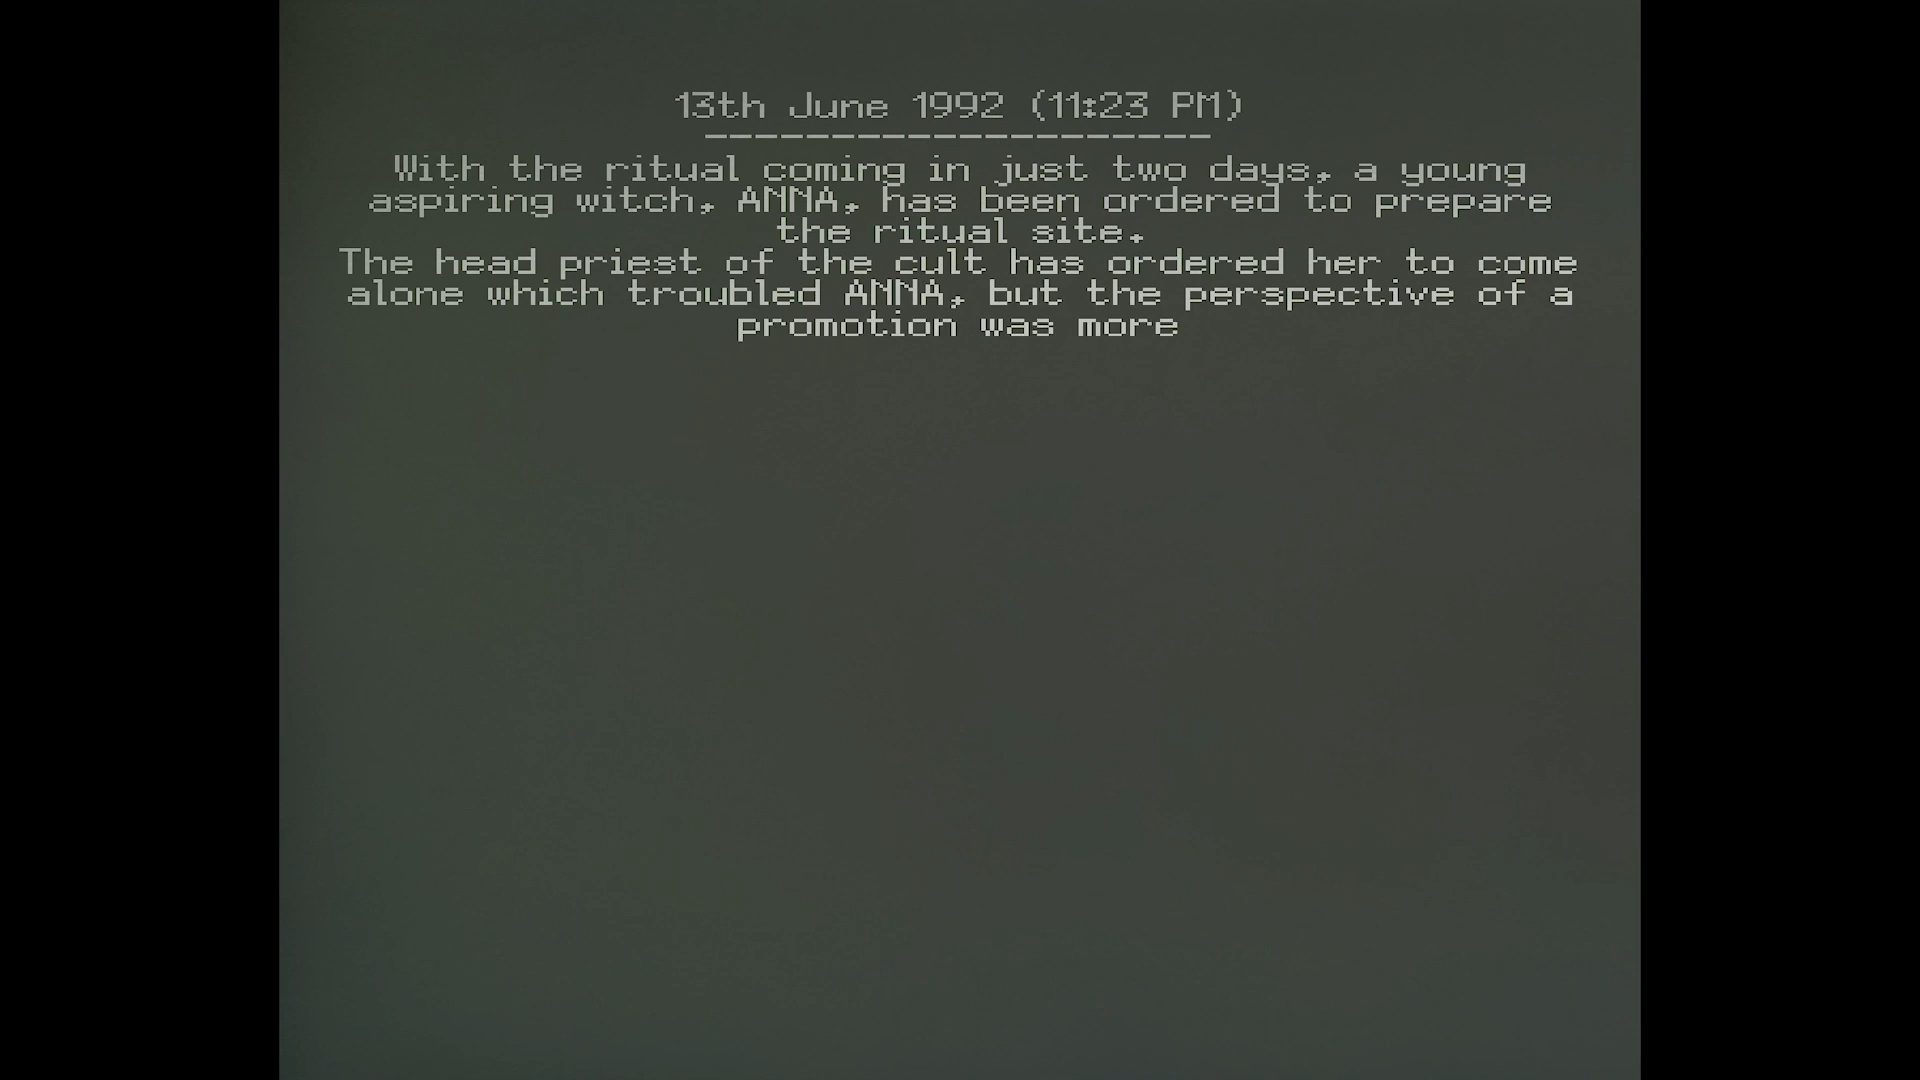 13th June 1992 (11:23 PM)
--------------------
With the ritual coming in just two days, a young
aspiring witch, ANNA, has been ordered to prepare
the ritual site.
The head priest of the cult has ordered her to come
alone which troubled ANNA, but the perspective of a
promotion was more